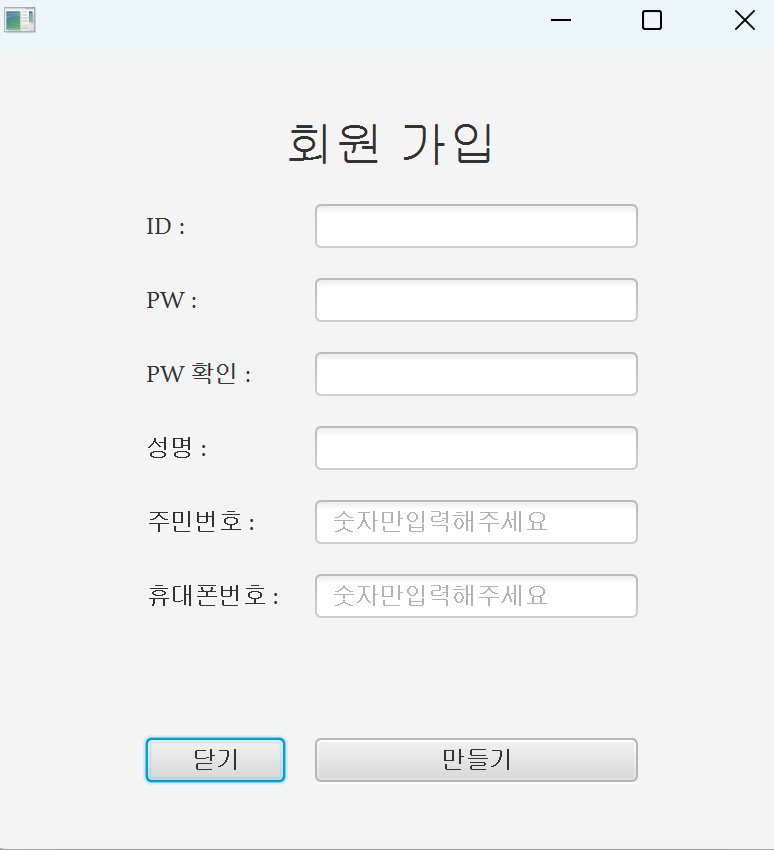 회원 가입
ID :
PW :
PW 확인 :
성명 :
주민번호 : 숫자만입력해주세요
휴대폰번호 : 숫자만입력해주세요
닫기 만들기